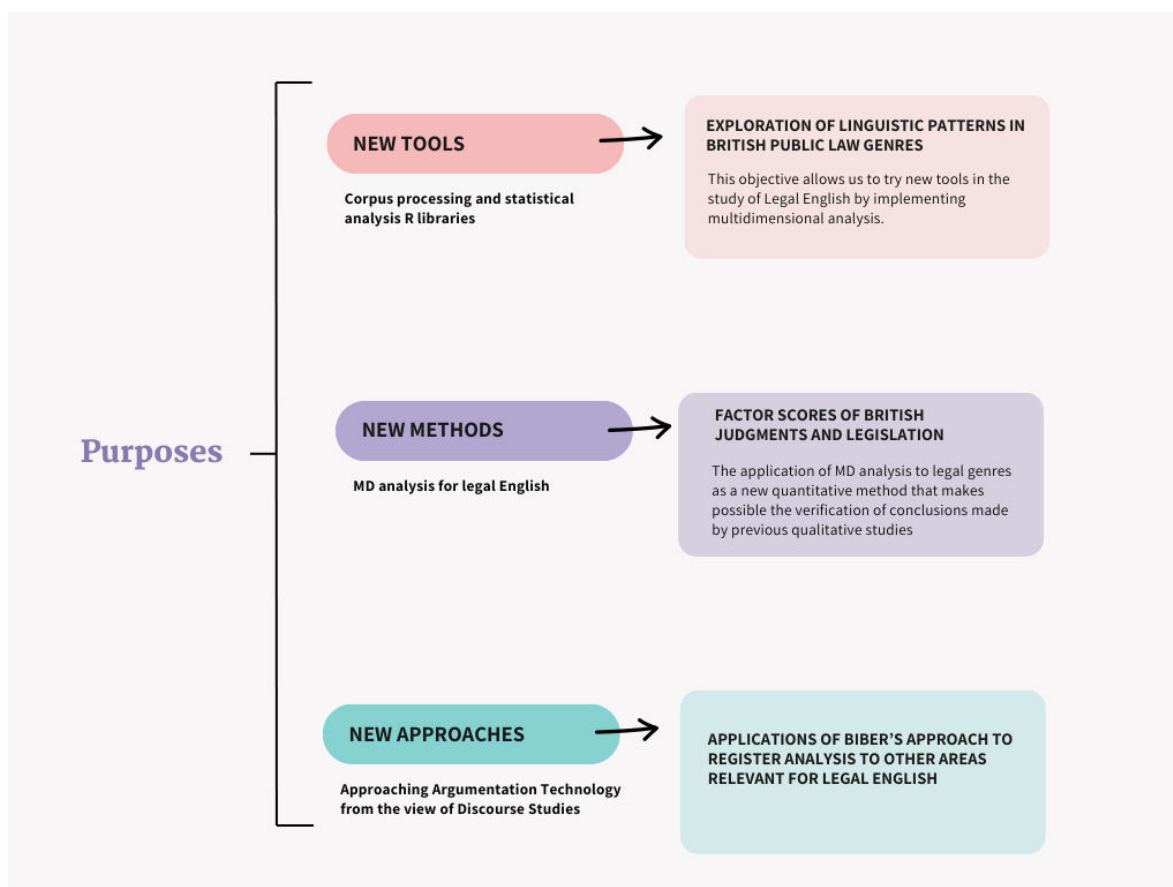 Purposes
NEW TOOLS
Corpus processing and statistical
analysis R libraries
EXPLORATION OF LINGUISTIC PATTERNS IN
BRITISH PUBLIC LAW GENRES
This objective allows us to try new tools in the
study of Legal English by implementing
multidimensional analysis.
NEW METHODS
MD analysis for legal English
FACTOR SCORES OF BRITISH
JUDGMENTS AND LEGISLATION
The application of MD analysis to legal genres
as a new quantitative method that makes
possible the verification of conclusions made
by previous qualitative studies
NEW APPROACHES
Approaching Argumentation Technology
from the view of Discourse Studies
APPLICATIONS OF BIBER’S APPROACH TO
REGISTER ANALYSIS TO OTHER AREAS
RELEVANT FOR LEGAL ENGLISH